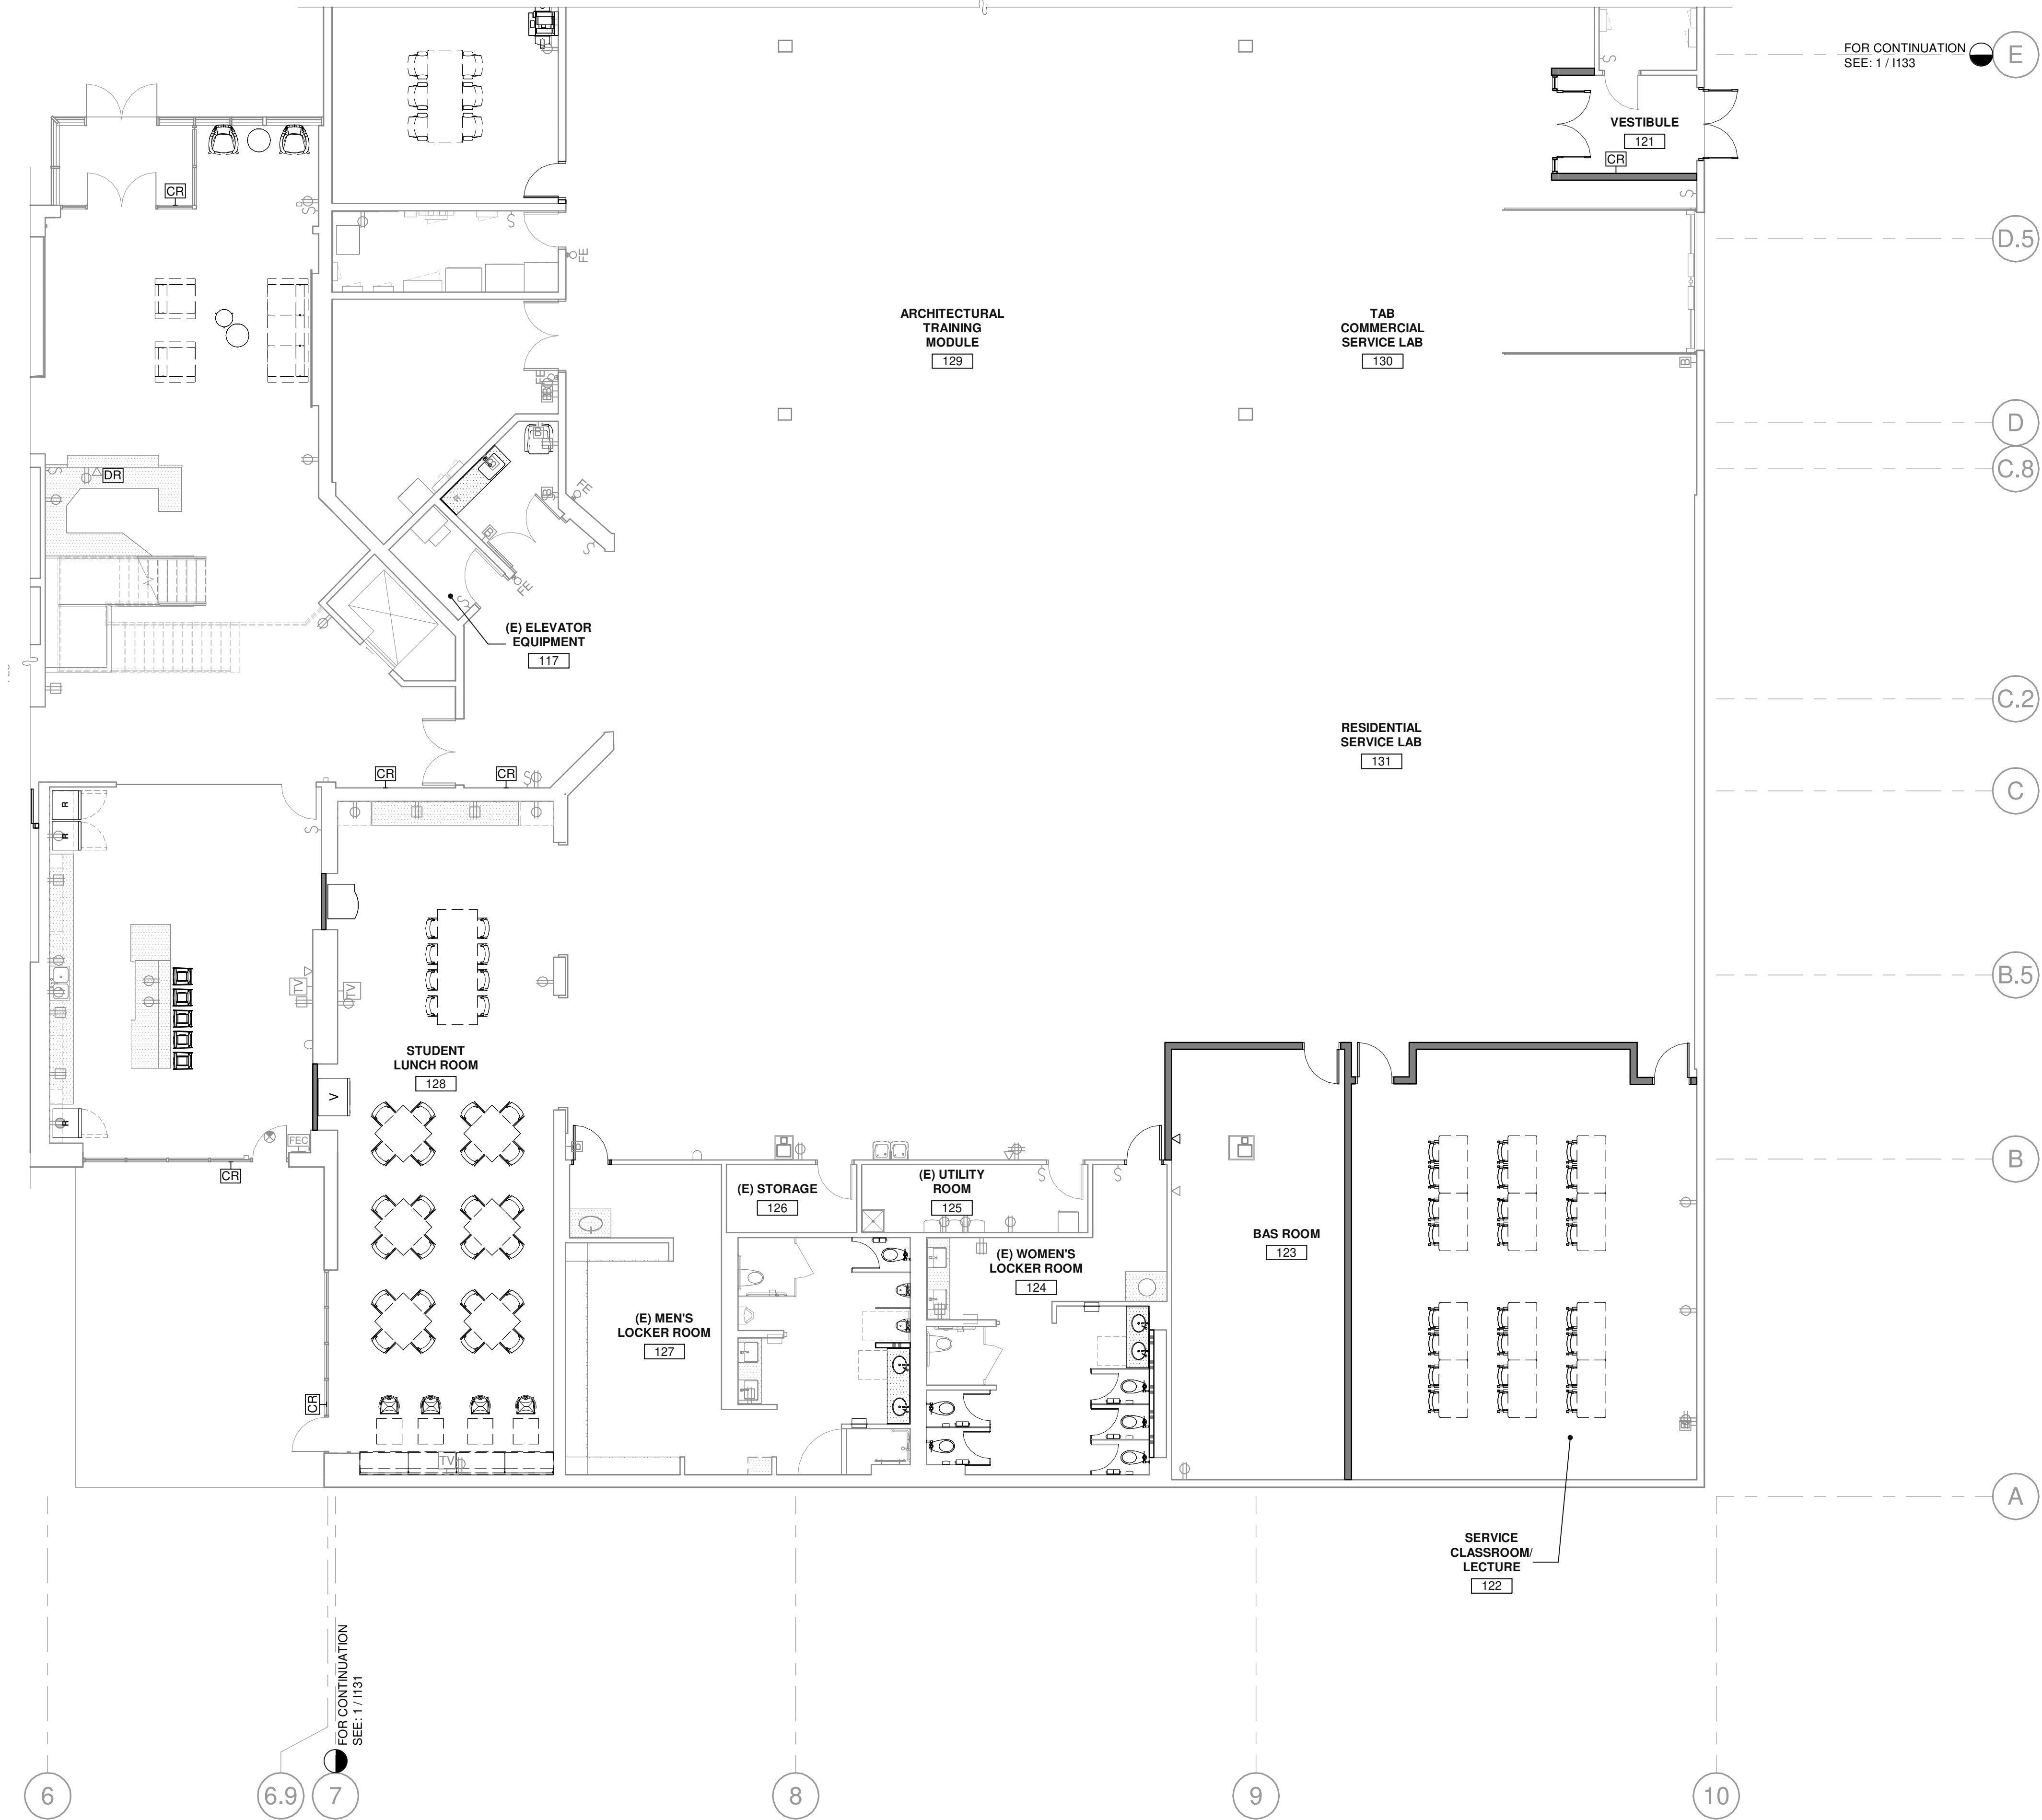 FOR CONTINUATION
SEE: 1 / I133
E
VESTIBULE
121
CR
CR
S
S
S
S
FE
D.5
ARCHITECTURAL
TRAINING
MODULE
129
TAB
COMMERCIAL
SERVICE LAB
130
B
FE
D
DR
S
C.8
B
FE
R
B
S
FE
S
(E) ELEVATOR
EQUIPMENT
117
C.2
RESIDENTIAL
SERVICE LAB
131
CR
CR
S
C
R
R
S
TV
TV
B.5
STUDENT
LUNCH ROOM
128
V
R
FEC
CR
B
(E) STORAGE
126
(E) UTILITY
ROOM
125
S
S
BAS ROOM
123
(E) WOMEN'S
LOCKER ROOM
124
(E) MEN'S
LOCKER ROOM
127
CR
TV
A
SERVICE
CLASSROOM/
LECTURE
122
FOR CONTINUATION
SEE: 1 / I131
6
6.9
7
8
9
10